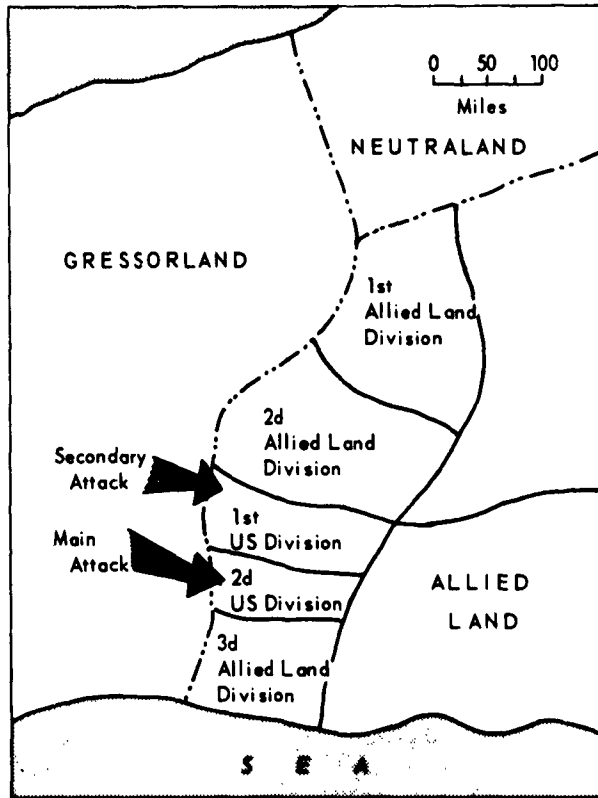 0 50 100
Miles
NEUTRALAND
GRESSORLAND
1st
Allied Land
Division
2d
Allied Land
Division
Secondary
Attack
1st
US Division
Main
Attack
2d
US Division
ALLIED
LAND
3d
Allied Land
Division
SEA